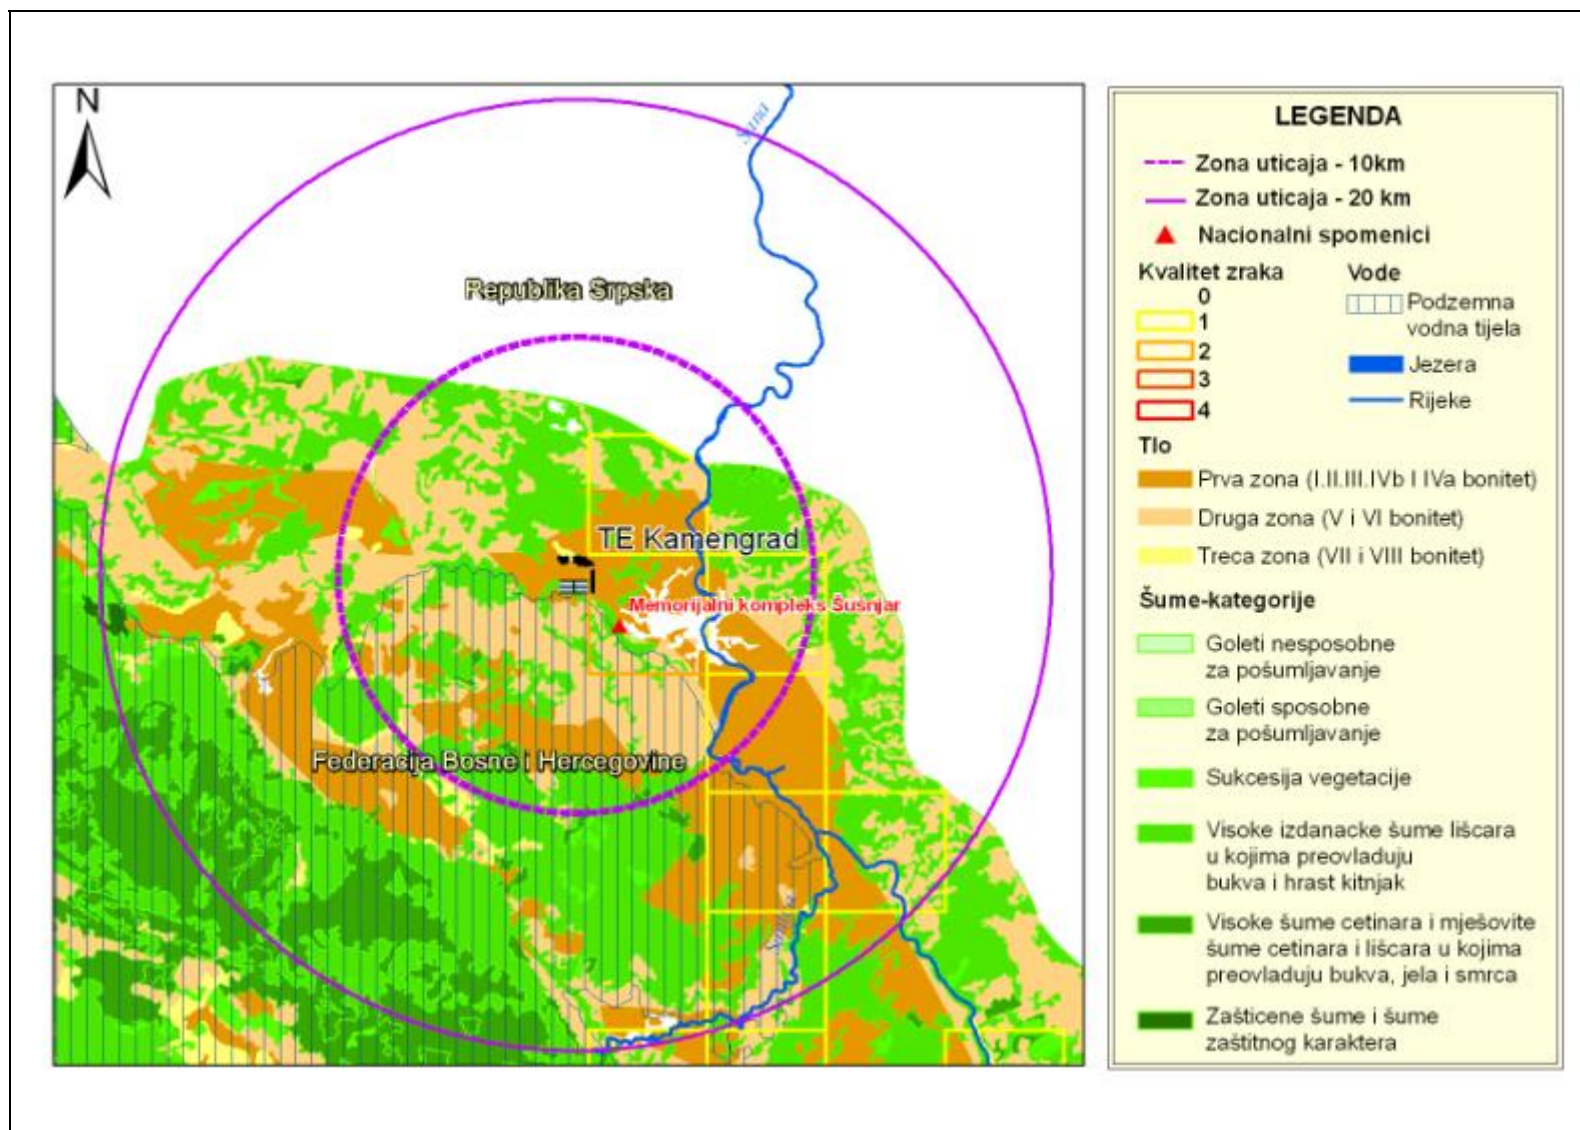 N
Sana
Republika Srpska
TE Kamengrad
Memorijalni kompleks Šusnjar
Federacija Bosne i Hercegovine
LEGENDA
Zona uticaja - 10km
Zona uticaja - 20 km
Nacionalni spomenici
Kvalitet zraka
0
1
2
3
4
Vode
Podzemna
vodna tijela
Jezera
Rijeke
Tlo
Prva zona (I.II.III.IVb I IVa bonitet)
Druga zona (V i VI bonitet)
Treca zona (VII i VIII bonitet)
Šume-kategorije
Goleti nesposobne
za pošumljavanje
Goleti sposobne
za pošumljavanje
Sukcesija vegetacije
Visoke izdanacke šume lišcara
u kojima preovladuju
bukva i hrast kitnjak
Visoke šume cetinara i mješovite
šume cetinara i lišcara u kojima
preovladuju bukva, jela i smrca
Zašticene šume i šume
zaštitnog karaktera